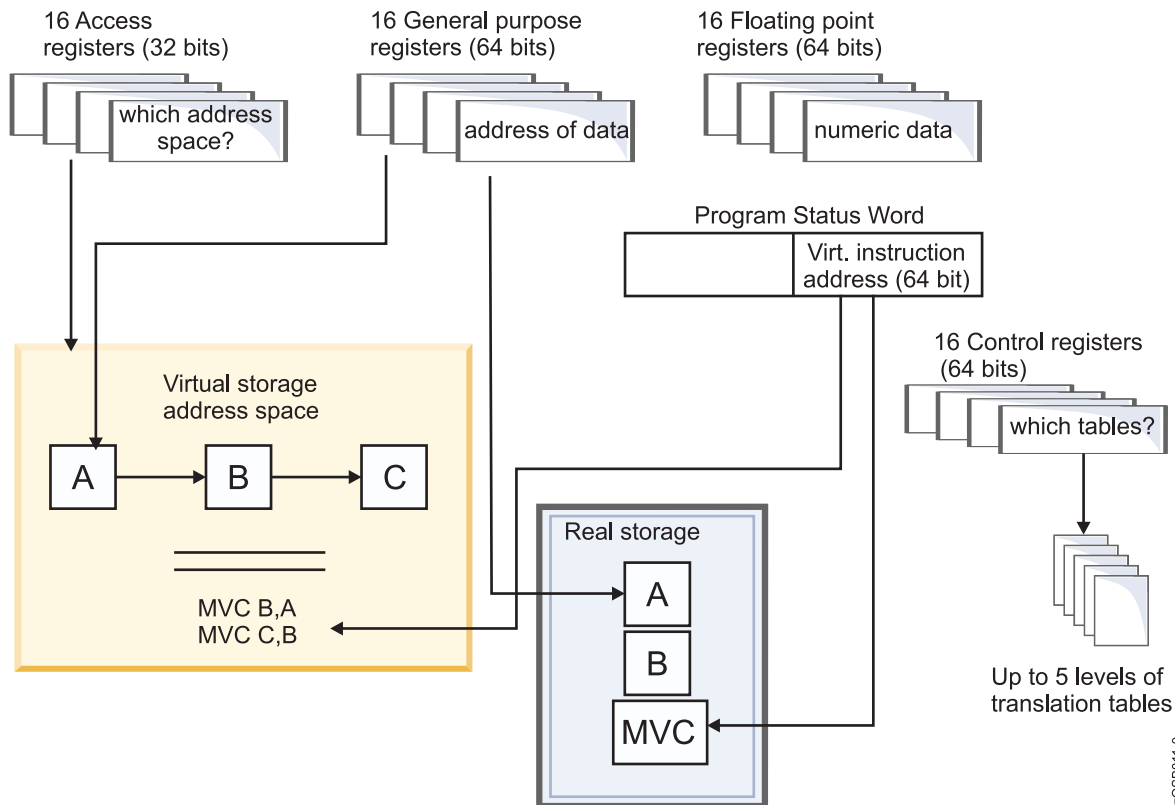 16 Access
registers (32 bits)
which address
space?
16 General purpose
registers (64 bits)
address of data
16 Floating point
registers (64 bits)
numeric data
Program Status Word
Virt. instruction
address (64 bit)
16 Control registers
(64 bits)
which tables?
Up to 5 levels of
translation tables
Virtual storage
address space
A
B
C
MVC B,A
MVC C,B
Real storage
A
B
MVC